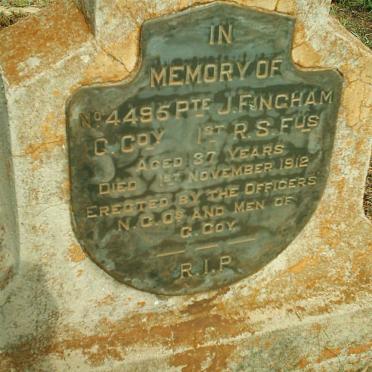 IN
MEMORY OF
No 4495 PTE J. FINCHAM
G. COY 1ST R.S. FUS
AGED 37 YEARS
DIED 1ST NOVEMBER 1912
ERECTED BY THE OFFICERS
N.C.Os AND MEN OF
G. COY.
R.I.P